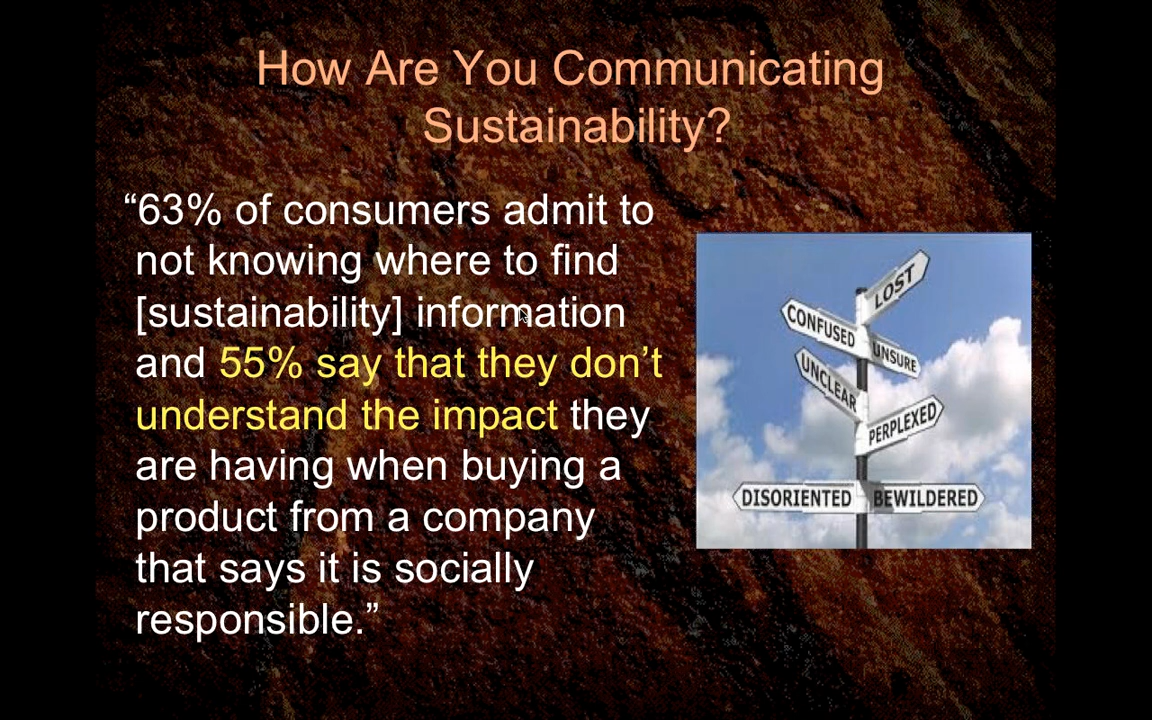 How Are You Communicating
Sustainability?
“63% of consumers admit to
not knowing where to find
[sustainability] information
and 55% say that they don’t
understand the impact they
are having when buying a
product from a company
that says it is socially
responsible.”
LOST
CONFUSED
UNSURE
UNCLEAR
PERPLEXED
DISORIENTED
BEWILDERED